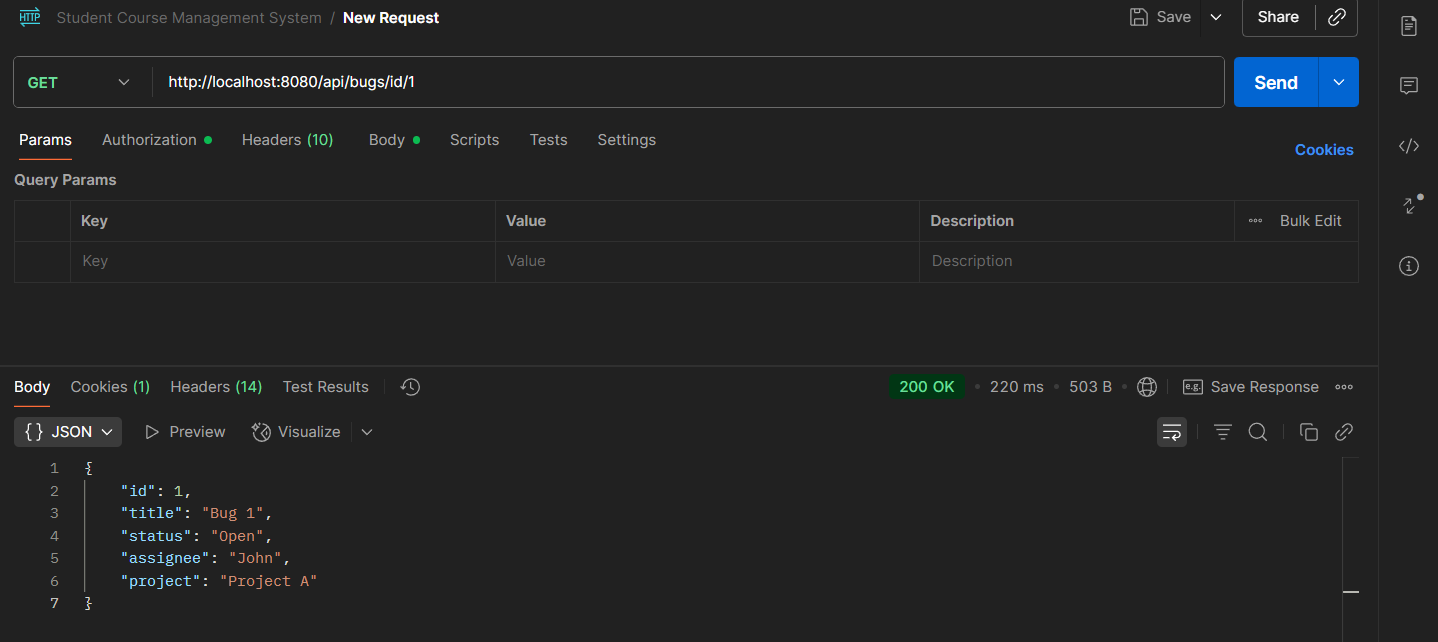 HTTP Student Course Management System / New Request Save Share
GET http://localhost:8080/api/bugs/id/1 Send
Params Authorization Headers (10) Body Scripts Tests Settings Cookies
Query Params
Key Value Description Bulk Edit
Key Value Description
Body Cookies (1) Headers (14) Test Results 200 OK 220 ms 503 B e.g. Save Response
{} JSON Preview Visualize
1 {
2 "id": 1,
3 "title": "Bug 1",
4 "status": "Open",
5 "assignee": "John",
6 "project": "Project A"
7 }